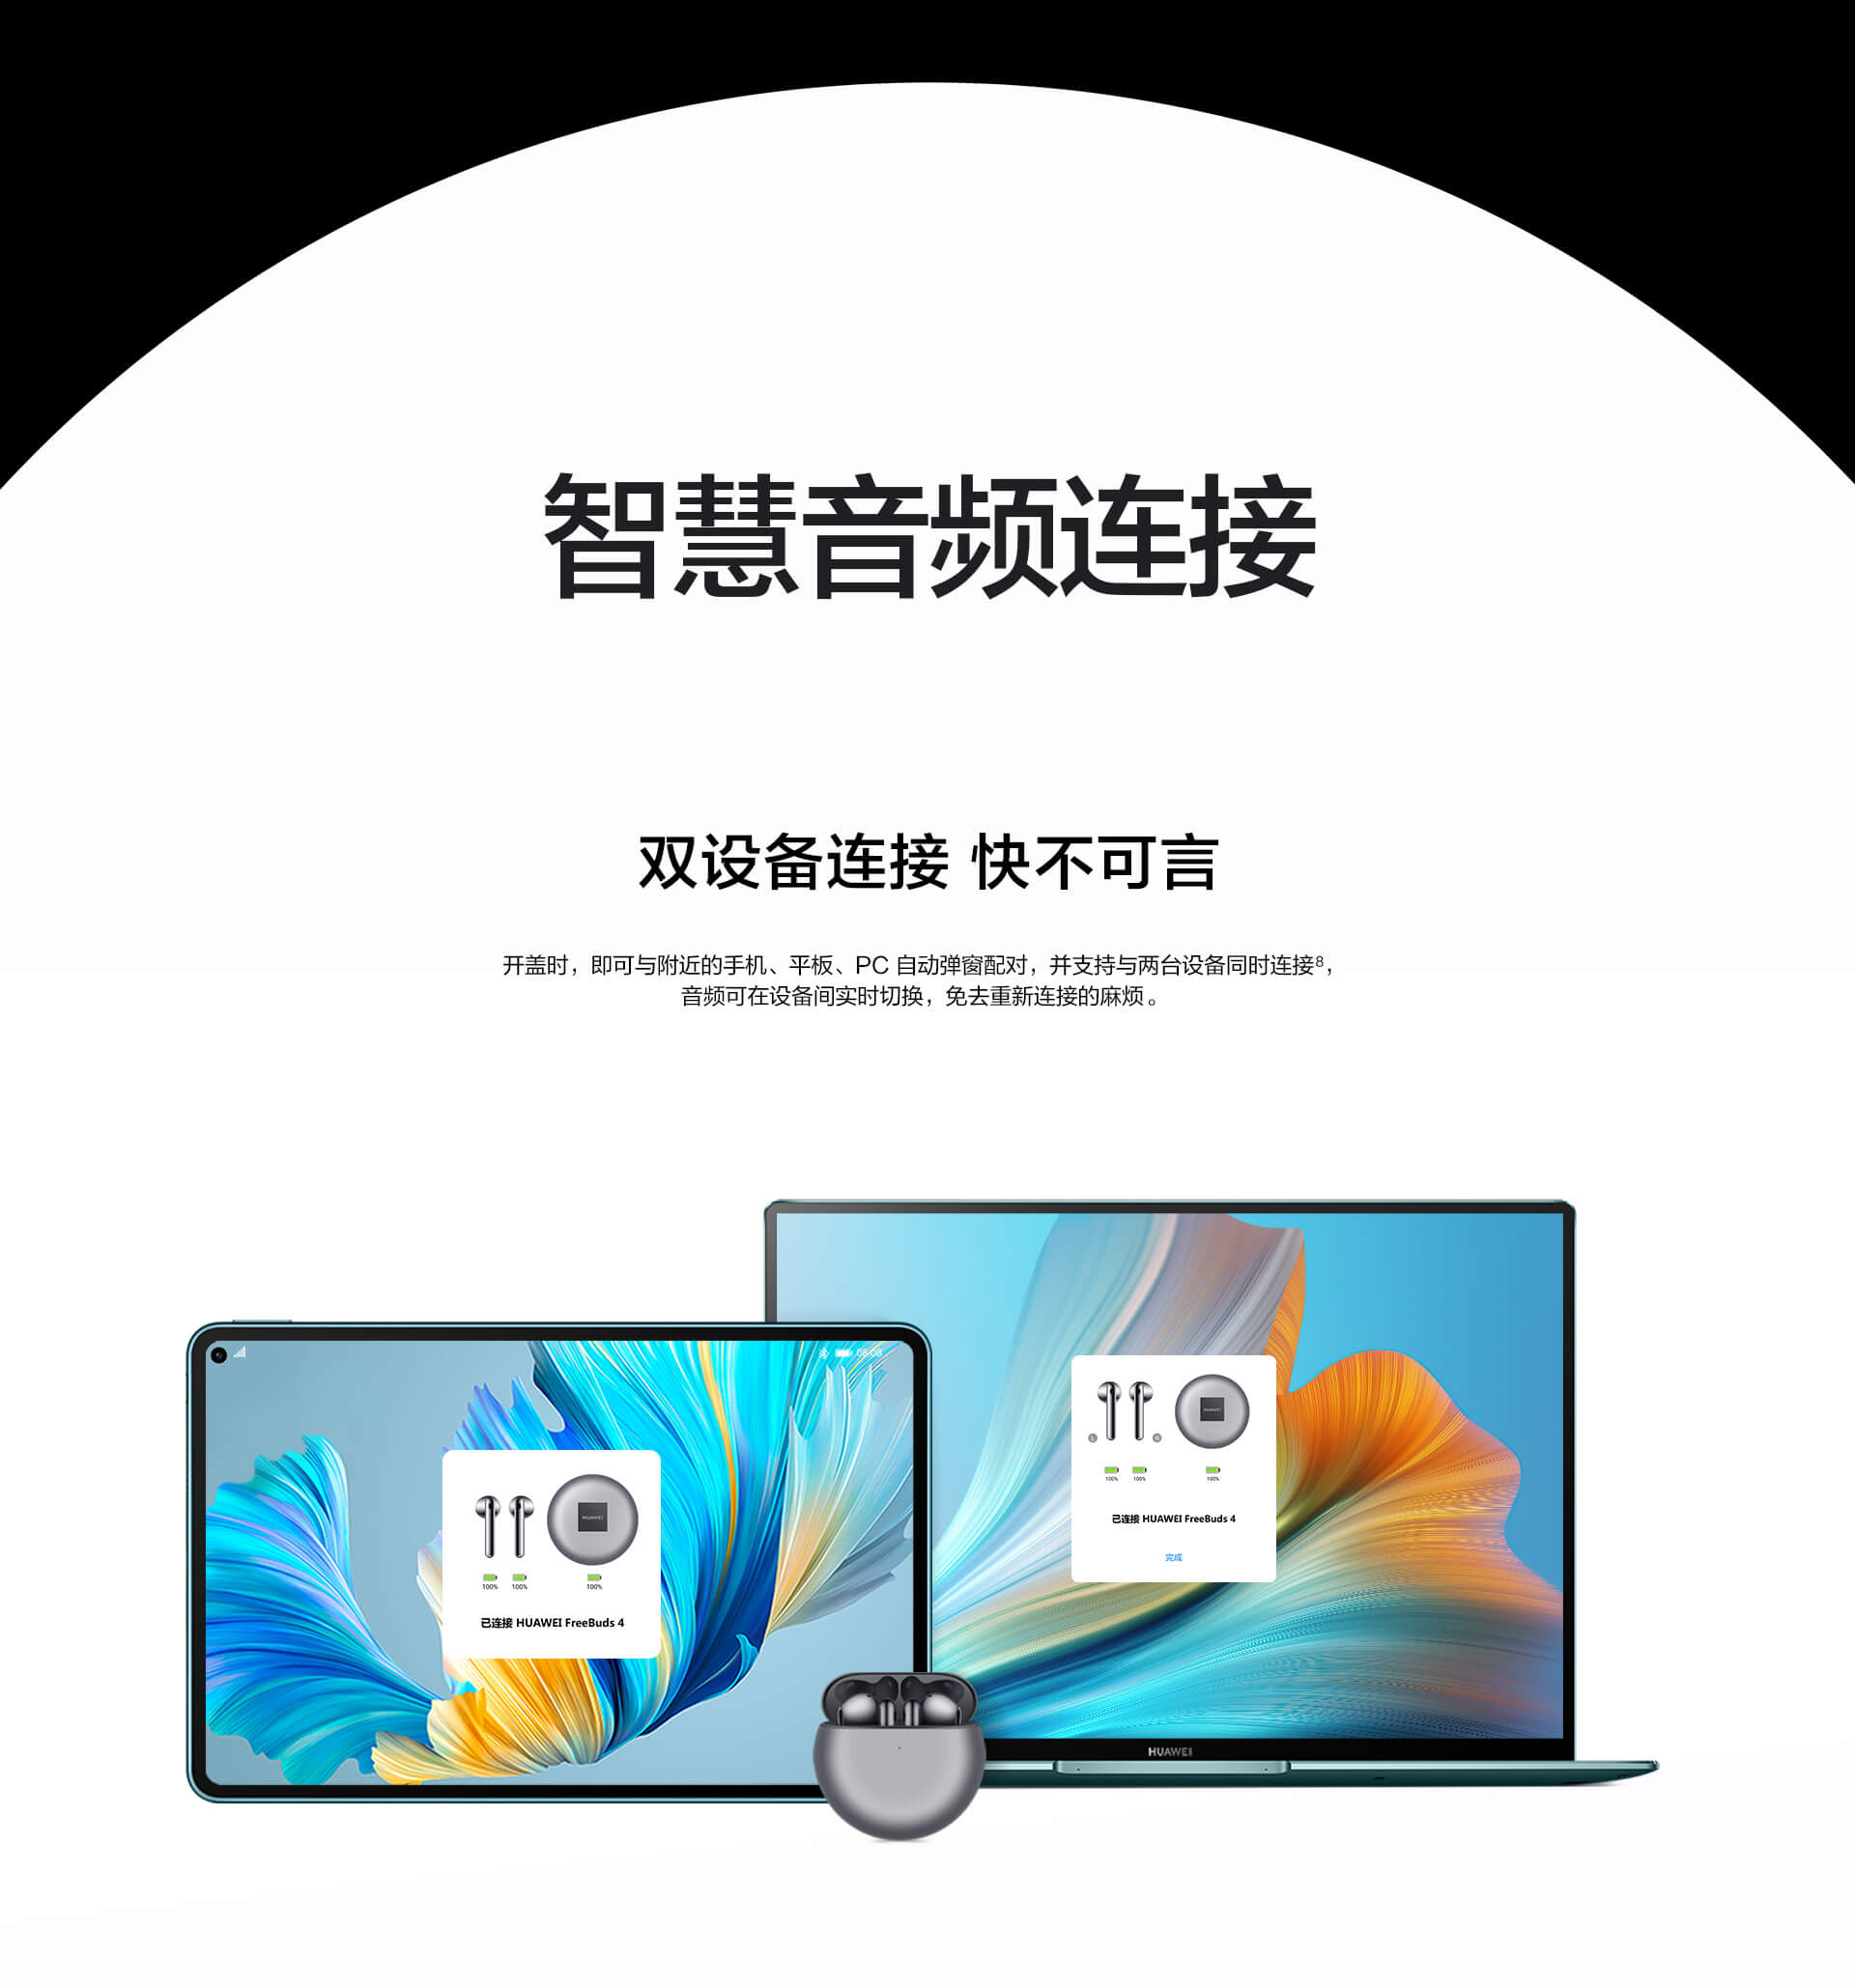 智慧音频连接
双设备连接 快不可言
开盖时，即可与附近的手机、平板、PC 自动弹窗配对，并支持与两台设备同时连接⁸，
音频可在设备间实时切换，免去重新连接的麻烦。
08:08
HUAWEI
100% 100% 100%
已连接 HUAWEI FreeBuds 4
HUAWEI
L R
100% 100% 100%
已连接 HUAWEI FreeBuds 4
完成
HUAWEI